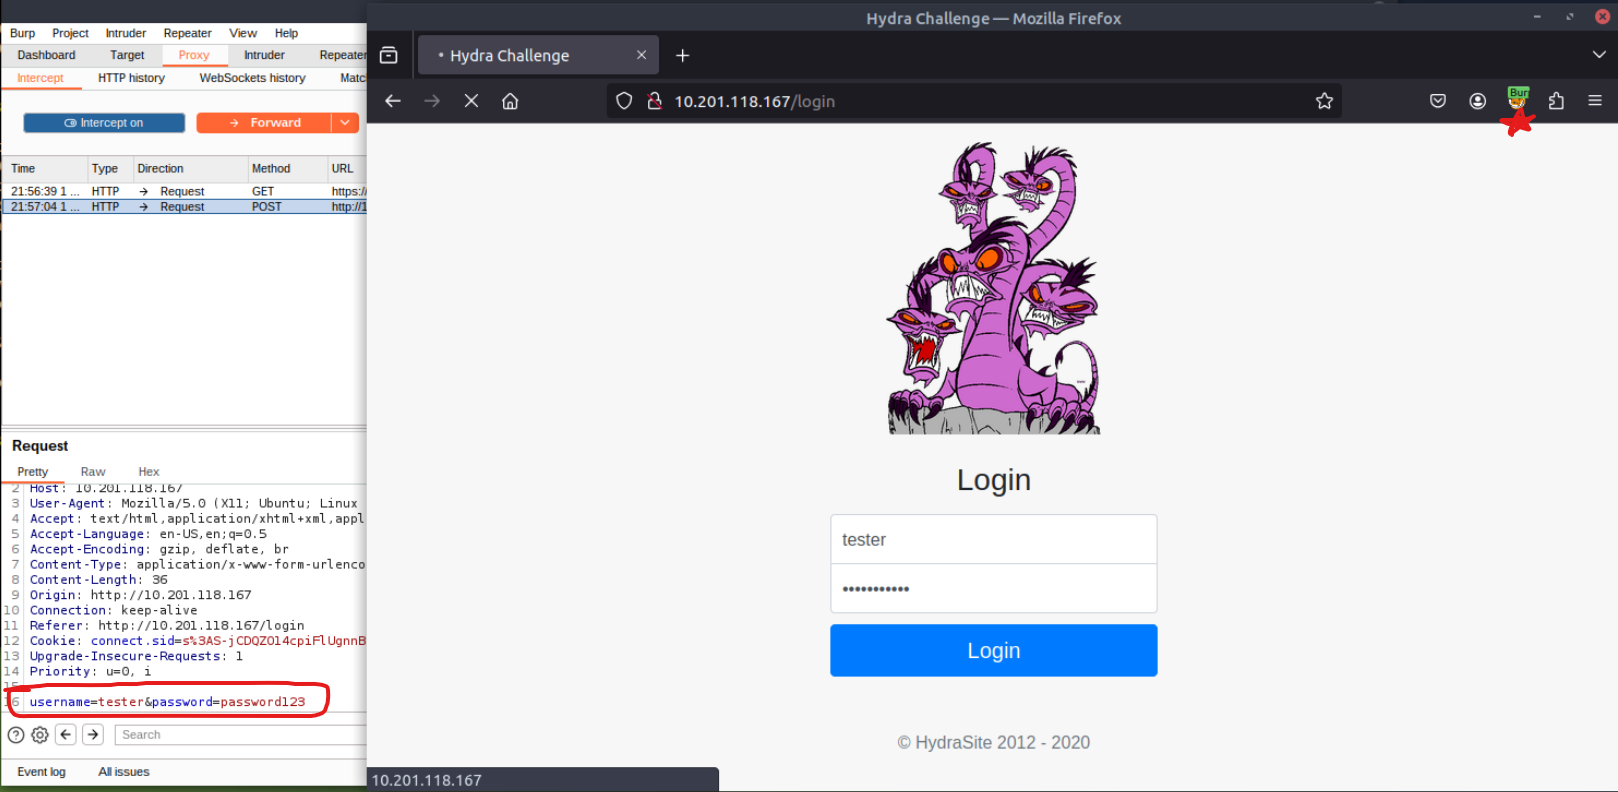 Hydra Challenge — Mozilla Firefox
Burp Project Intruder Repeater View Help
Dashboard Target Proxy Intruder Repeater
Intercept HTTP history WebSockets history Matc
Intercept on Forward
Time Type Direction Method URL
21:56:39 1 ... HTTP → Request GET https:/
21:57:04 1 ... HTTP → Request POST http://1
Request
Pretty Raw Hex
2 Host: 10.201.118.167
3 User-Agent: Mozilla/5.0 (X11; Ubuntu; Linux
4 Accept: text/html,application/xhtml+xml,appl
5 Accept-Language: en-US,en;q=0.5
6 Accept-Encoding: gzip, deflate, br
7 Content-Type: application/x-www-form-urlenco
8 Content-Length: 36
9 Origin: http://10.201.118.167
10 Connection: keep-alive
11 Referer: http://10.201.118.167/login
12 Cookie: connect.sid=s%3AS-jCDQZO14cpiFlUgnnB
13 Upgrade-Insecure-Requests: 1
14 Priority: u=0, i
15
16 username=tester&password=password123
Search
Event log All issues
Hydra Challenge
10.201.118.167/login
Bur
Login
tester
•••••••••••
Login
© HydraSite 2012 - 2020
10.201.118.167